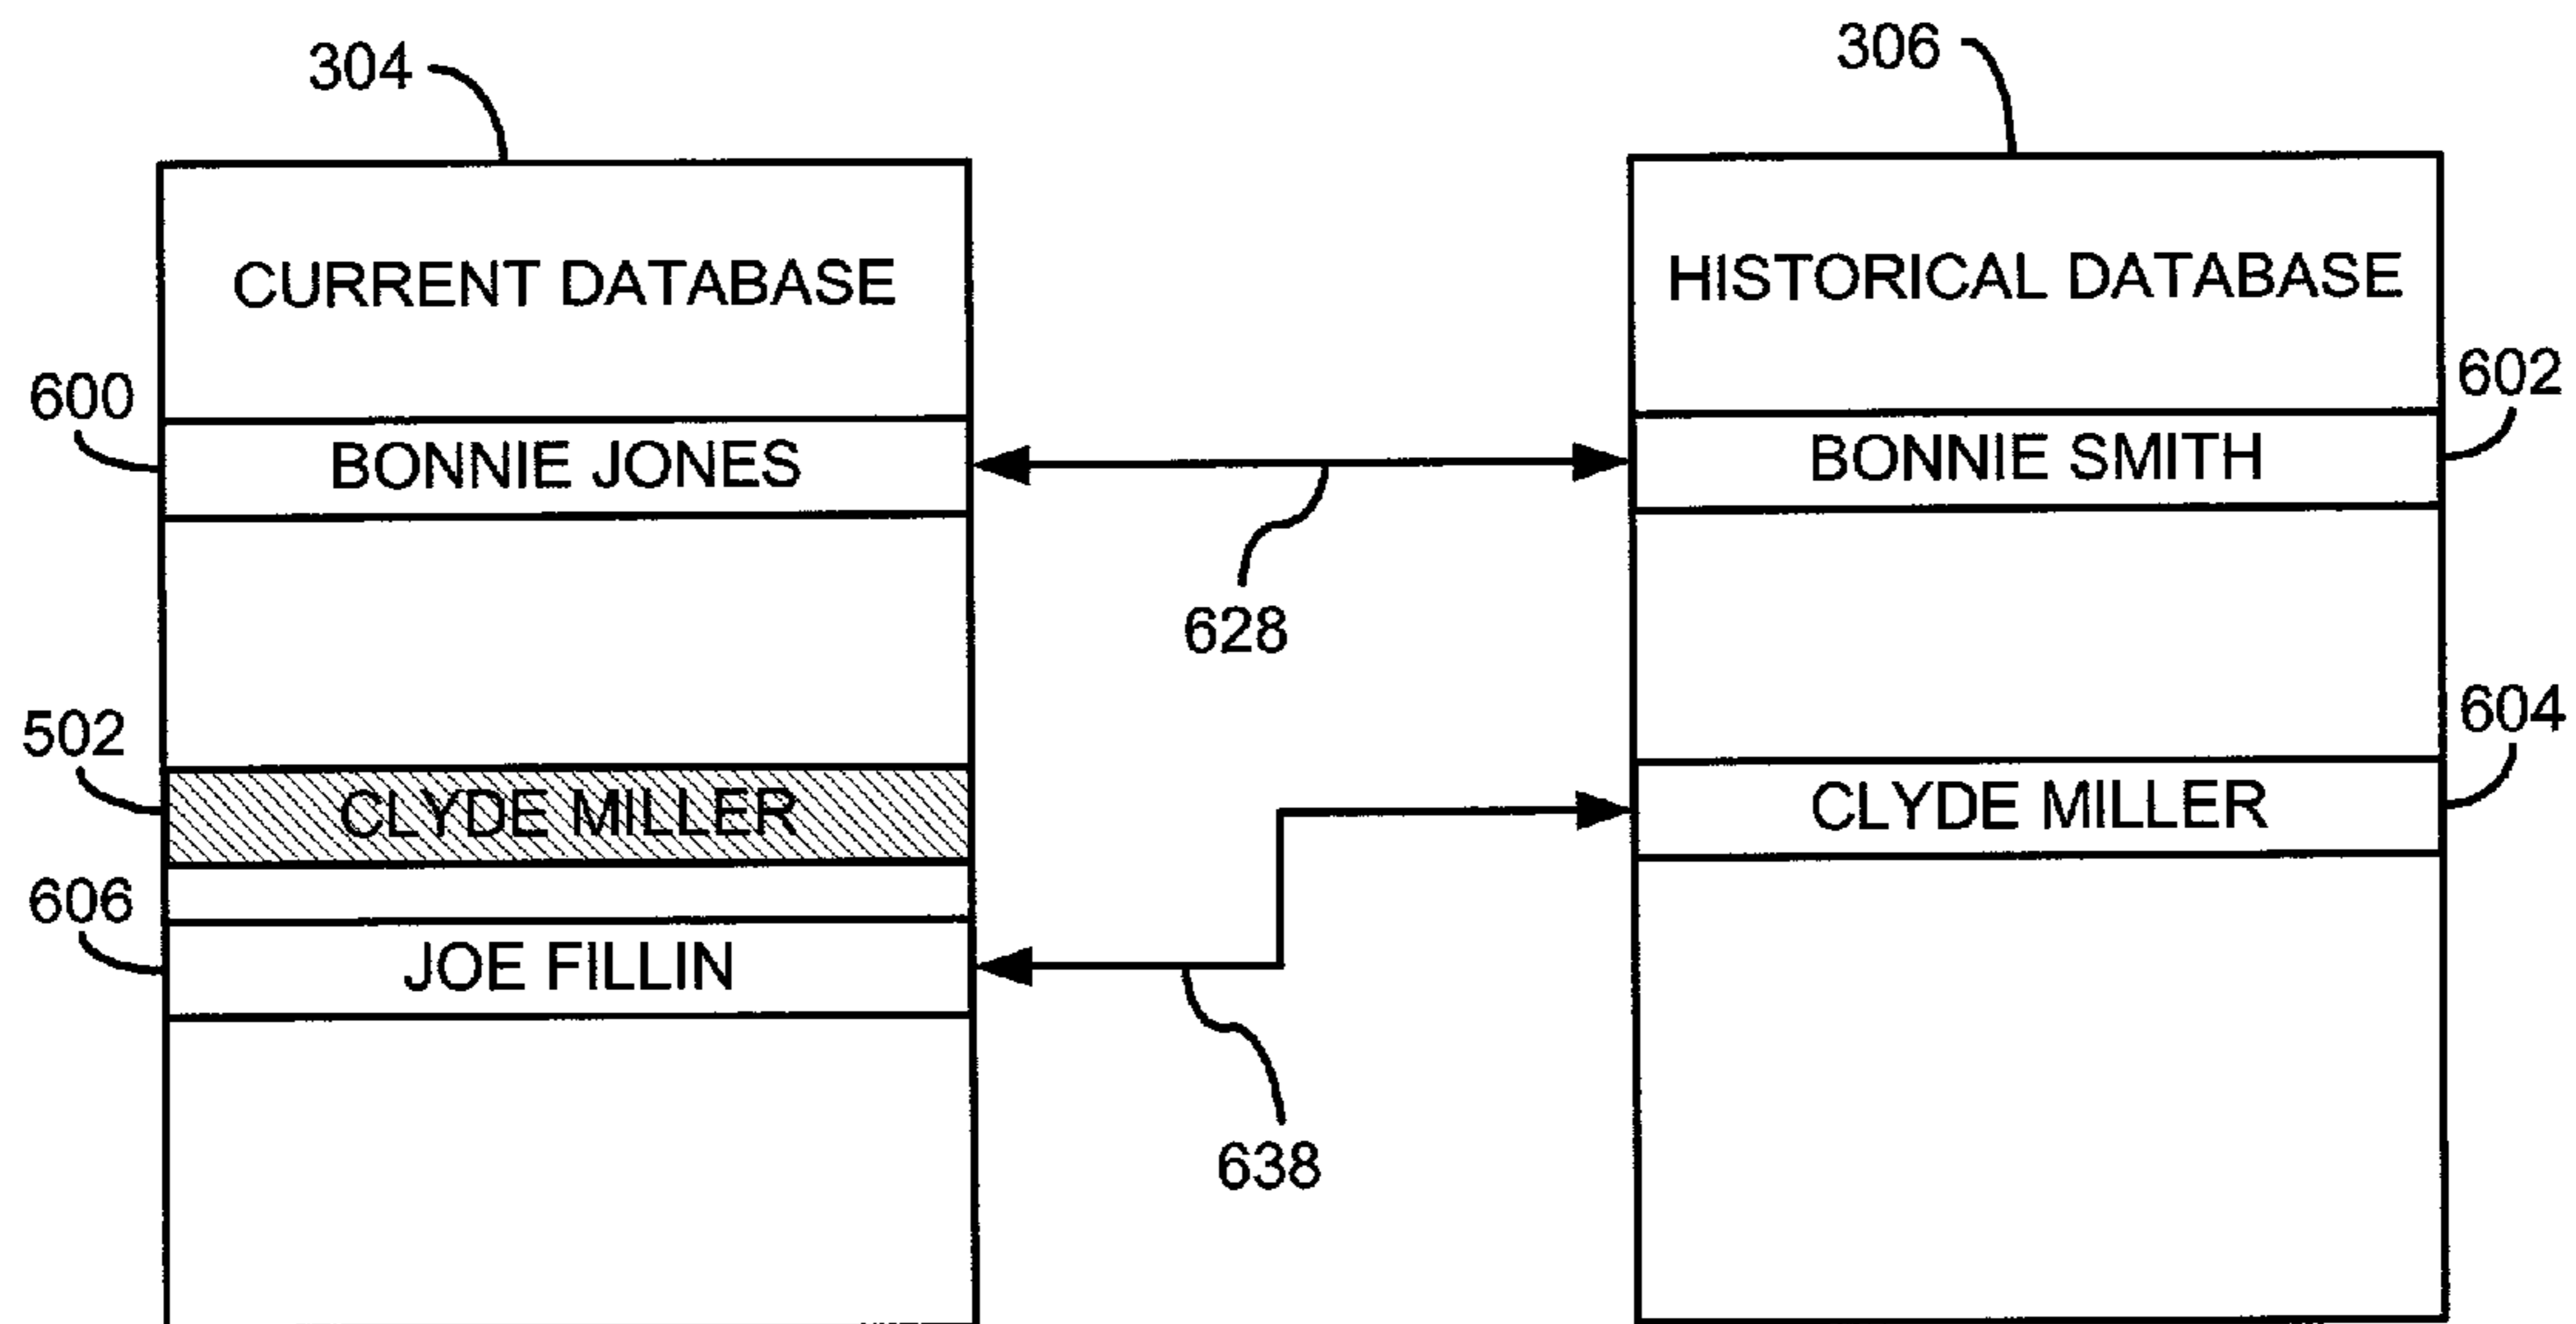 304
306
CURRENT DATABASE
HISTORICAL DATABASE
600
602
BONNIE JONES
BONNIE SMITH
628
502
604
CLYDE MILLER
CLYDE MILLER
606
JOE FILLIN
638